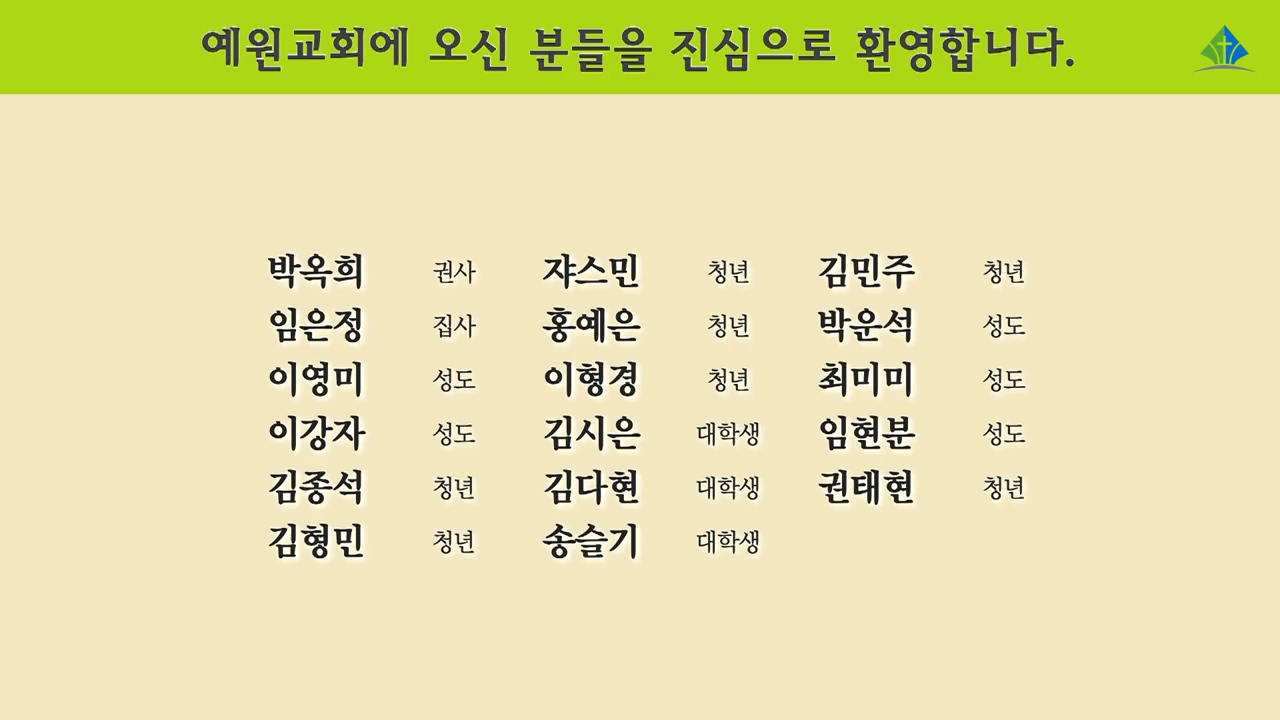 예원교회에 오신 분들을 진심으로 환영합니다.
박옥희 권사 쟈스민 청년 김민주 청년
임은정 집사 홍예은 청년 박운석 성도
이영미 성도 이형경 청년 최미미 성도
이강자 성도 김시은 대학생 임현분 성도
김종석 청년 김다현 대학생 권태현 청년
김형민 청년 송슬기 대학생